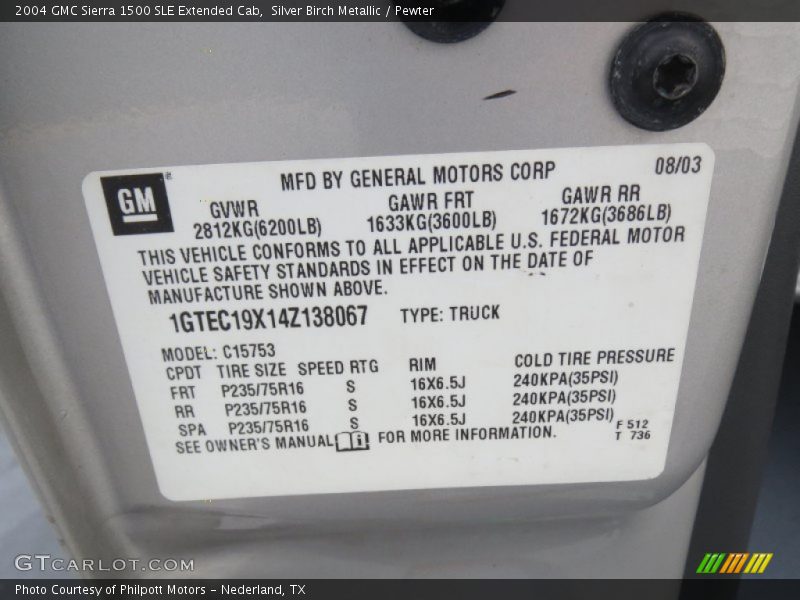 2004 GMC Sierra 1500 SLE Extended Cab,  Silver Birch Metallic / Pewter
MFD BY GENERAL MOTORS CORP 08/03
GM
GVWR GAWR FRT GAWR RR
2812KG(6200LB) 1633KG(3600LB) 1672KG(3686LB)
THIS VEHICLE CONFORMS TO ALL APPLICABLE U.S. FEDERAL MOTOR
VEHICLE SAFETY STANDARDS IN EFFECT ON THE DATE OF
MANUFACTURE SHOWN ABOVE.
1GTEC19X14Z138067 TYPE: TRUCK
MODEL: C15753
CPDT TIRE SIZE SPEED RTG RIM COLD TIRE PRESSURE
FRT P235/75R16 S 16X6.5J 240KPA(35PSI)
RR P235/75R16 S 16X6.5J 240KPA(35PSI)
SPA P235/75R16 S 16X6.5J 240KPA(35PSI)
SEE OWNER'S MANUAL FOR MORE INFORMATION.
F 512
T 736
GTCARLOT.COM
Photo Courtesy of Philpott Motors - Nederland, TX